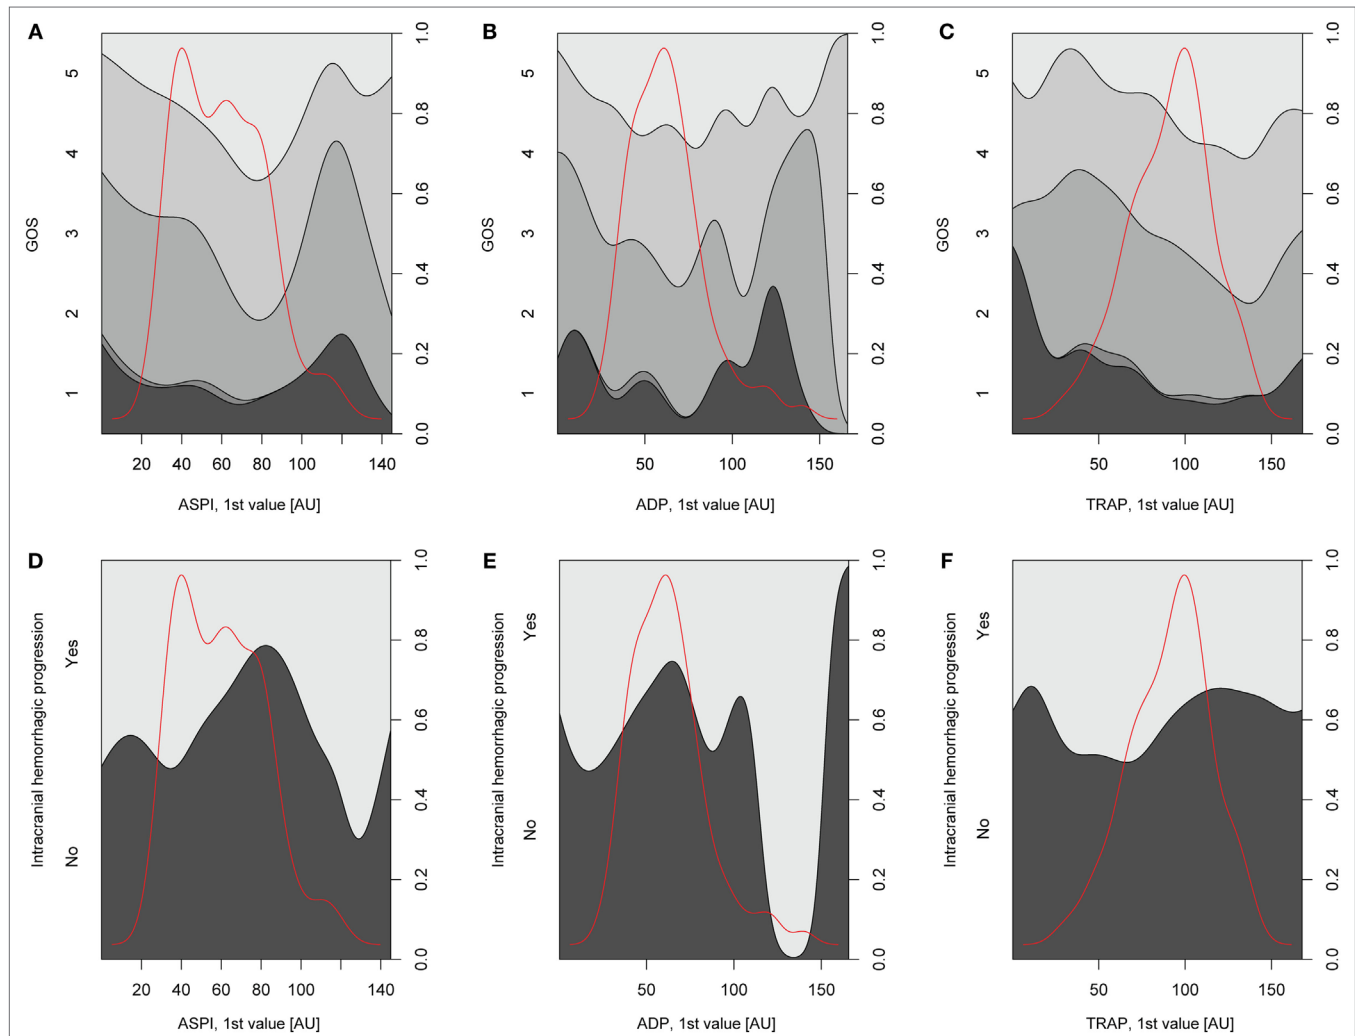 A
B
C
GOS
1 2 3 4 5
0.0 0.2 0.4 0.6 0.8 1.0
20 40 60 80 100 140
ASPI, 1st value [AU]
GOS
1 2 3 4 5
0.0 0.2 0.4 0.6 0.8 1.0
50 100 150
ADP, 1st value [AU]
GOS
1 2 3 4 5
0.0 0.2 0.4 0.6 0.8 1.0
50 100 150
TRAP, 1st value [AU]
D
E
F
Intracranial hemorrhagic progression
No Yes
0.0 0.2 0.4 0.6 0.8 1.0
20 40 60 80 100 140
ASPI, 1st value [AU]
Intracranial hemorrhagic progression
No Yes
0.0 0.2 0.4 0.6 0.8 1.0
50 100 150
ADP, 1st value [AU]
Intracranial hemorrhagic progression
No Yes
0.0 0.2 0.4 0.6 0.8 1.0
50 100 150
TRAP, 1st value [AU]